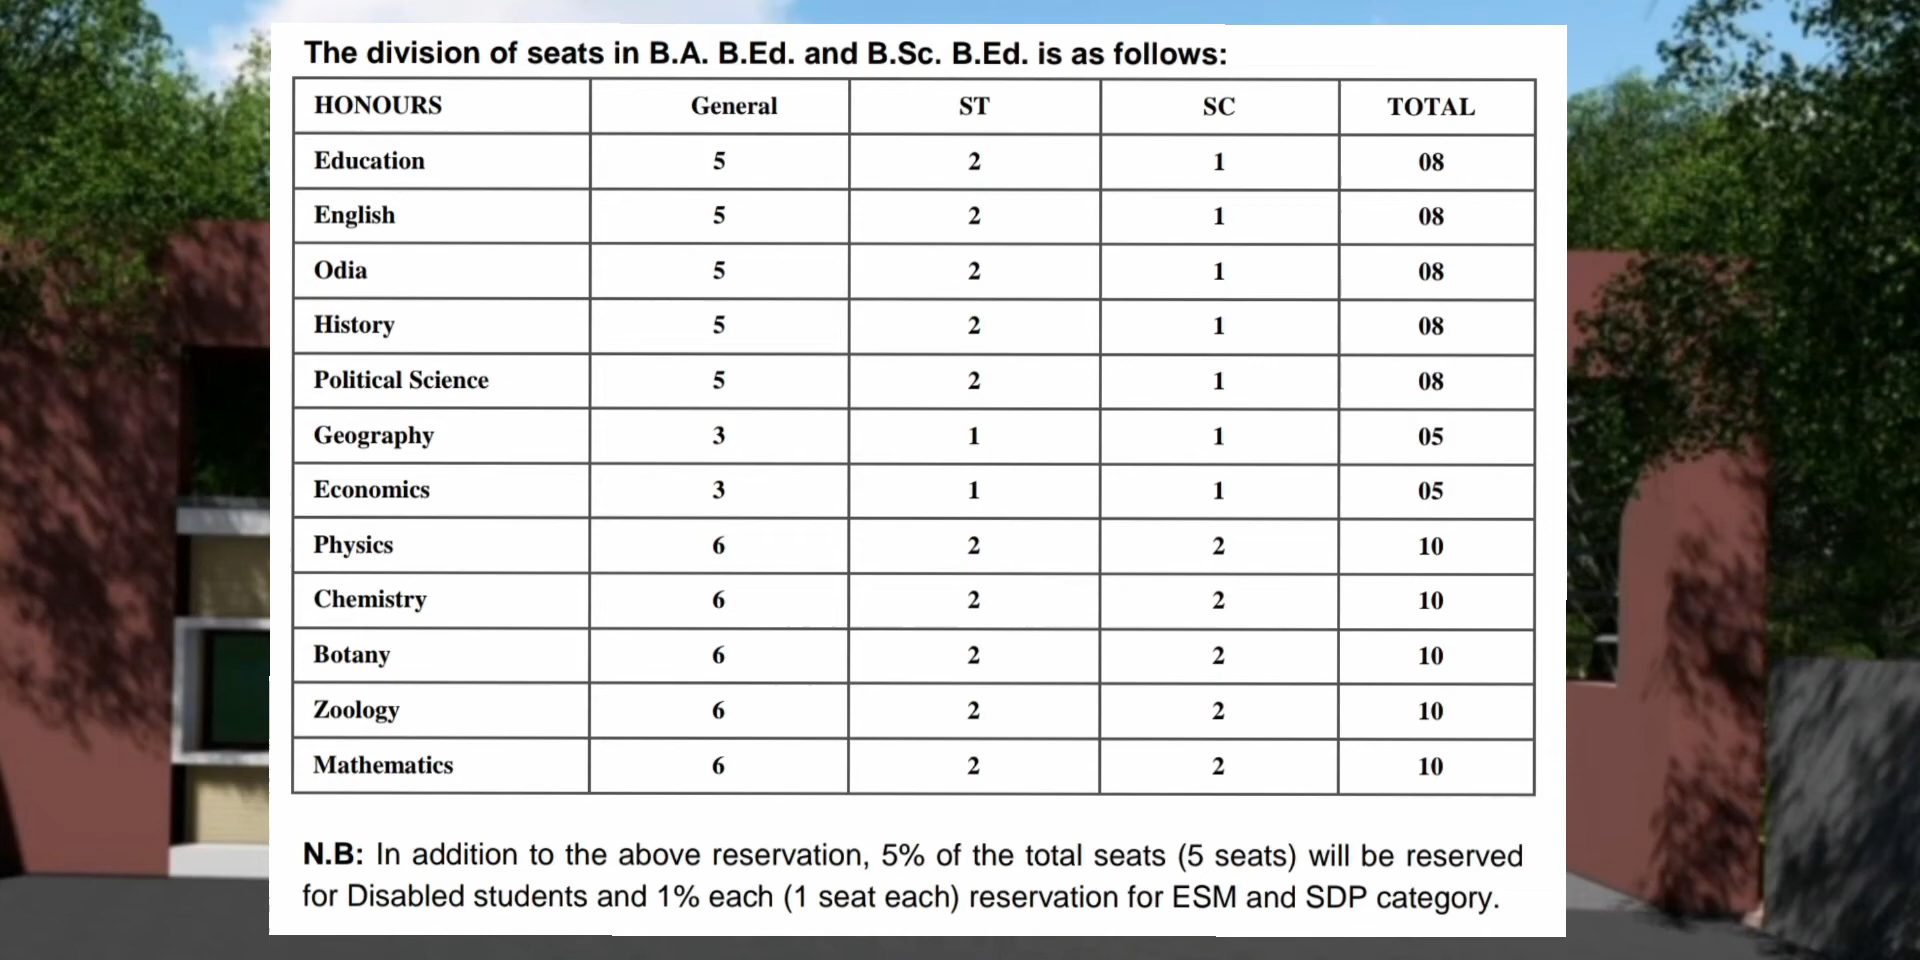 The division of seats in B.A. B.Ed. and B.Sc. B.Ed. is as follows:
HONOURS General ST SC TOTAL
Education 5 2 1 08
English 5 2 1 08
Odia 5 2 1 08
History 5 2 1 08
Political Science 5 2 1 08
Geography 3 1 1 05
Economics 3 1 1 05
Physics 6 2 2 10
Chemistry 6 2 2 10
Botany 6 2 2 10
Zoology 6 2 2 10
Mathematics 6 2 2 10
N.B: In addition to the above reservation, 5% of the total seats (5 seats) will be reserved
for Disabled students and 1% each (1 seat each) reservation for ESM and SDP category.